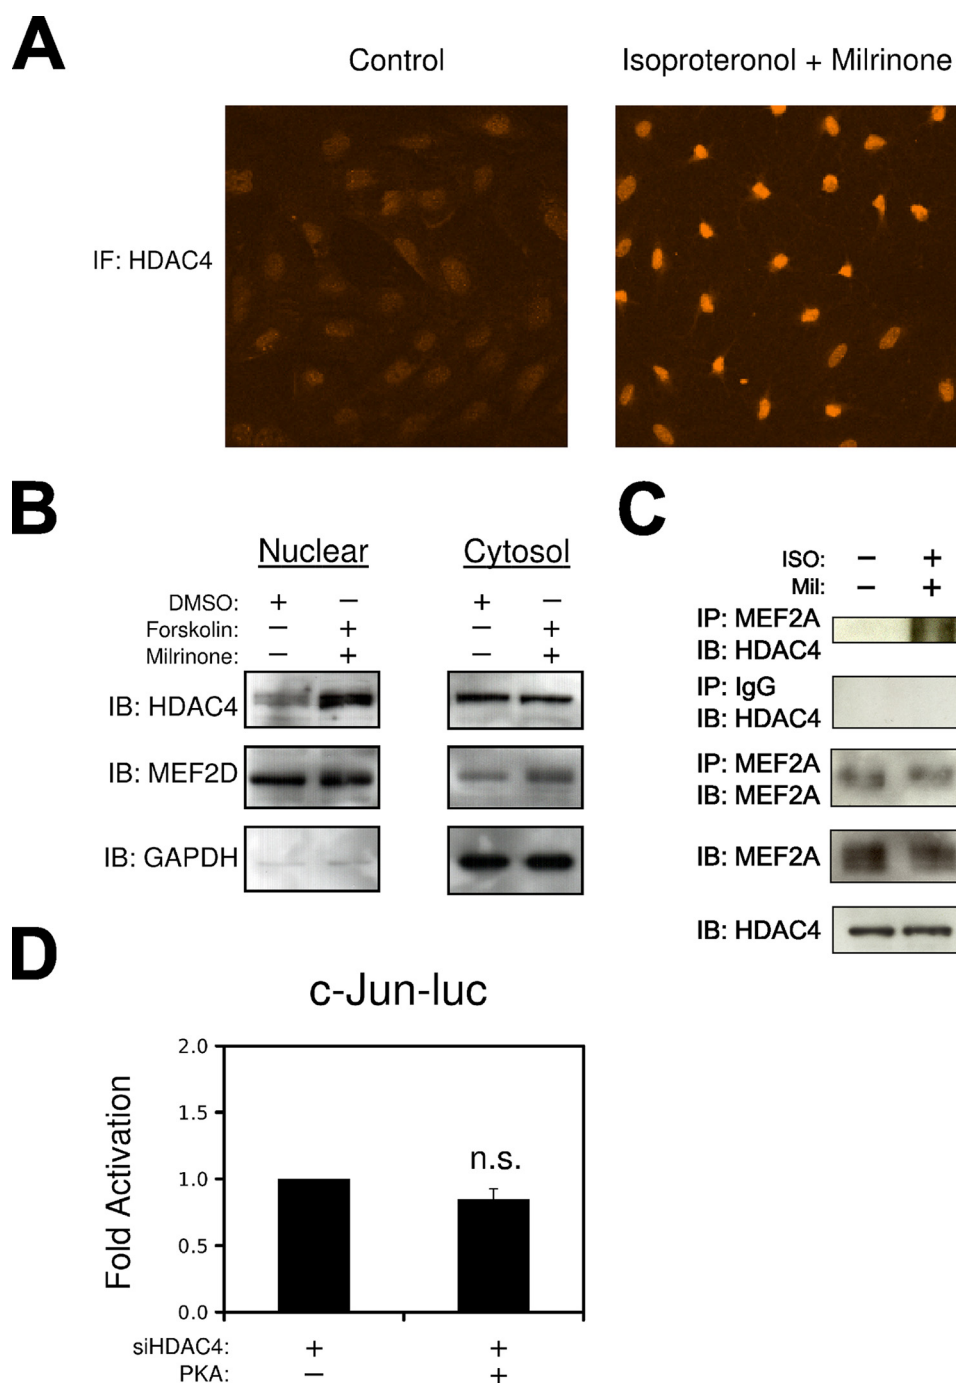 A
Control
Isoproteronol + Milrinone
IF: HDAC4
B
Nuclear
Cytosol
DMSO: + − + −
Forskolin: − + − +
Milrinone: − + − +
IB: HDAC4
IB: MEF2D
IB: GAPDH
C
ISO: − +
Mil: − +
IP: MEF2A
IB: HDAC4
IP: IgG
IB: HDAC4
IP: MEF2A
IB: MEF2A
IB: MEF2A
IB: HDAC4
D
c-Jun-luc
Fold Activation
2.0
1.5
1.0
0.5
0.0
n.s.
siHDAC4: + +
PKA: − +